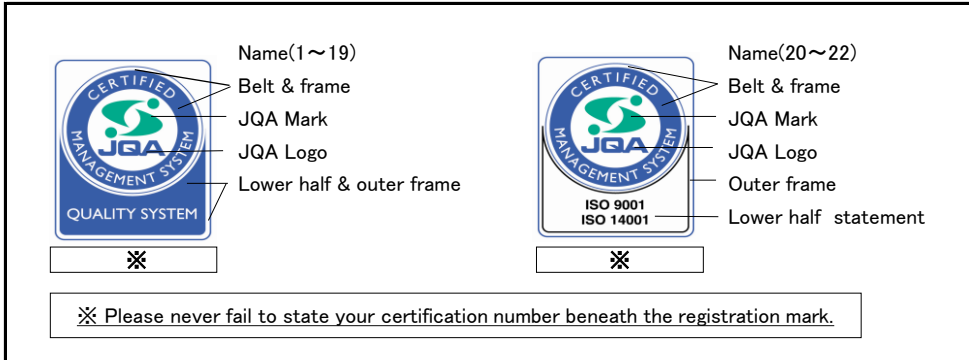 Name(1～19)
Belt & frame
JQA Mark
JQA Logo
Lower half & outer frame
CERTIFIED
MANAGEMENT SYSTEM
JQA
QUALITY SYSTEM
※
Name(20～22)
Belt & frame
JQA Mark
JQA Logo
Outer frame
Lower half statement
CERTIFIED
MANAGEMENT SYSTEM
JQA
ISO 9001
ISO 14001
※
※ Please never fail to state your certification number beneath the registration mark.